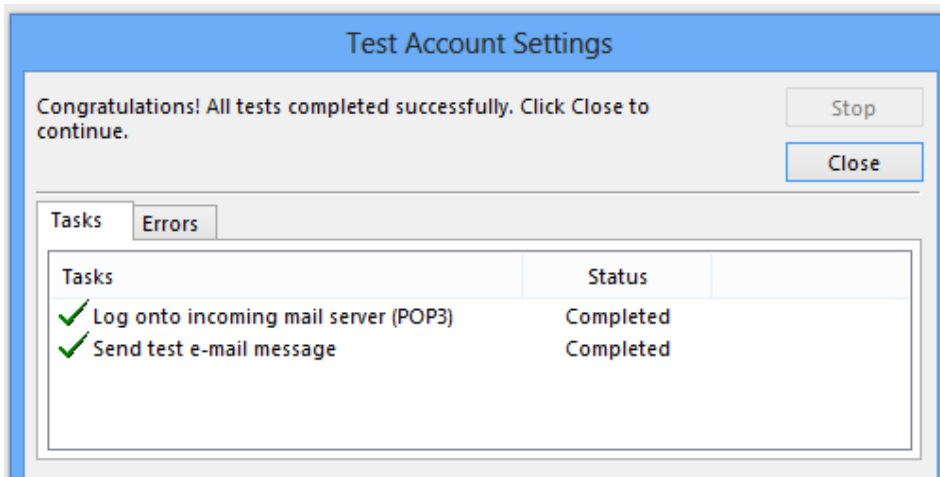 Test Account Settings
Congratulations! All tests completed successfully. Click Close to
continue.
Stop
Close
Tasks Errors
Tasks Status
Log onto incoming mail server (POP3) Completed
Send test e-mail message Completed